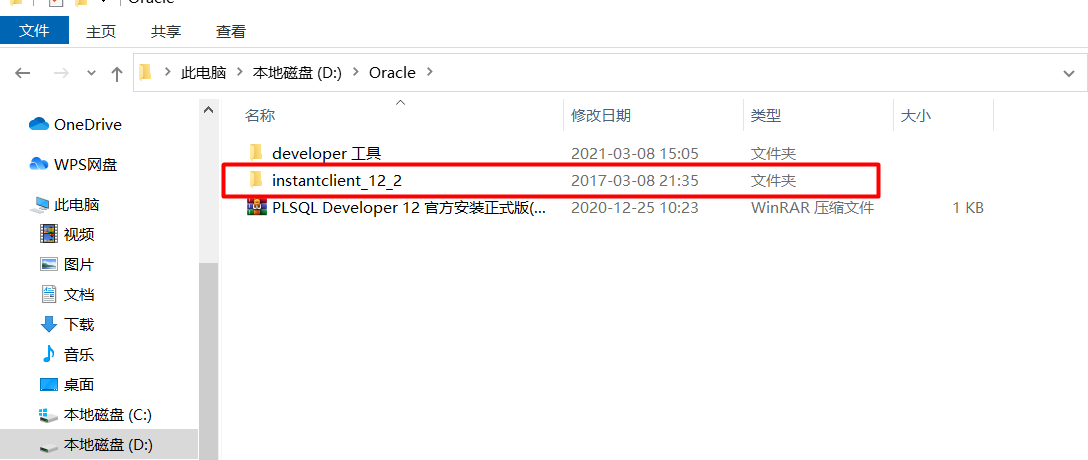 Oracle
文件 主页 共享 查看
此电脑 本地磁盘 (D:) Oracle
名称 修改日期 类型 大小
developer 工具 2021-03-08 15:05 文件夹
instantclient_12_2 2017-03-08 21:35 文件夹
PLSQL Developer 12 官方安装正式版(... 2020-12-25 10:23 WinRAR 压缩文件 1 KB
OneDrive
WPS网盘
此电脑
视频
图片
文档
下载
音乐
桌面
本地磁盘 (C:)
本地磁盘 (D:)